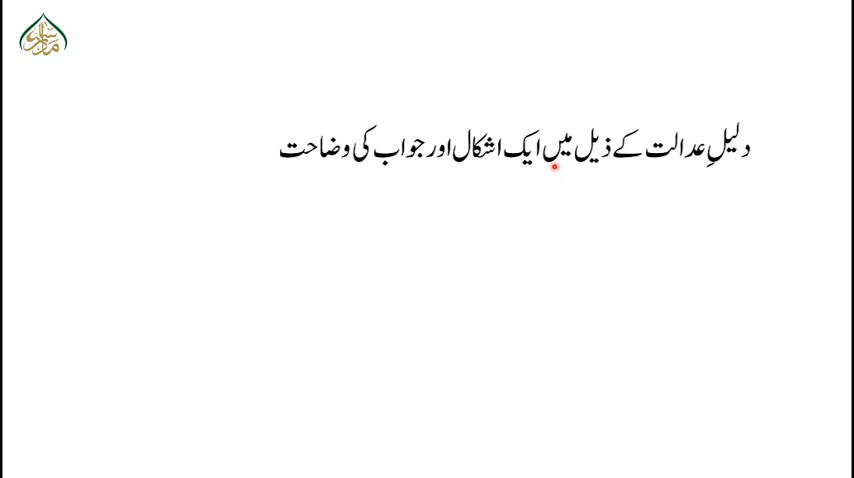 دلیلِ عدالت کے ذیل میں ایک اشکال اور جواب کی وضاحت